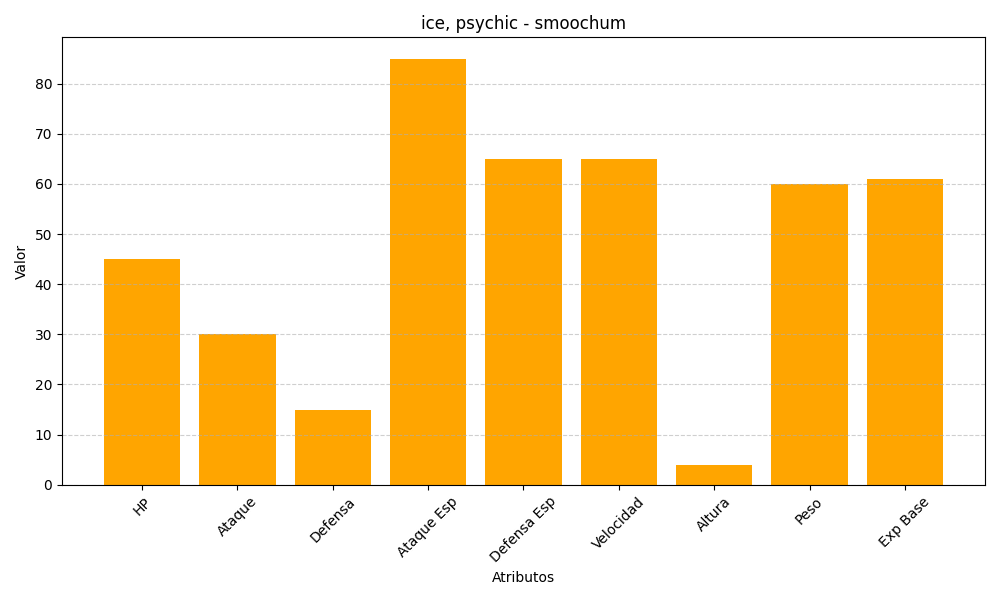 ice, psychic - smoochum
Valor
80
70
60
50
40
30
20
10
0
HP
Ataque
Defensa
Ataque Esp
Defensa Esp
Velocidad
Altura
Peso
Exp Base
Atributos